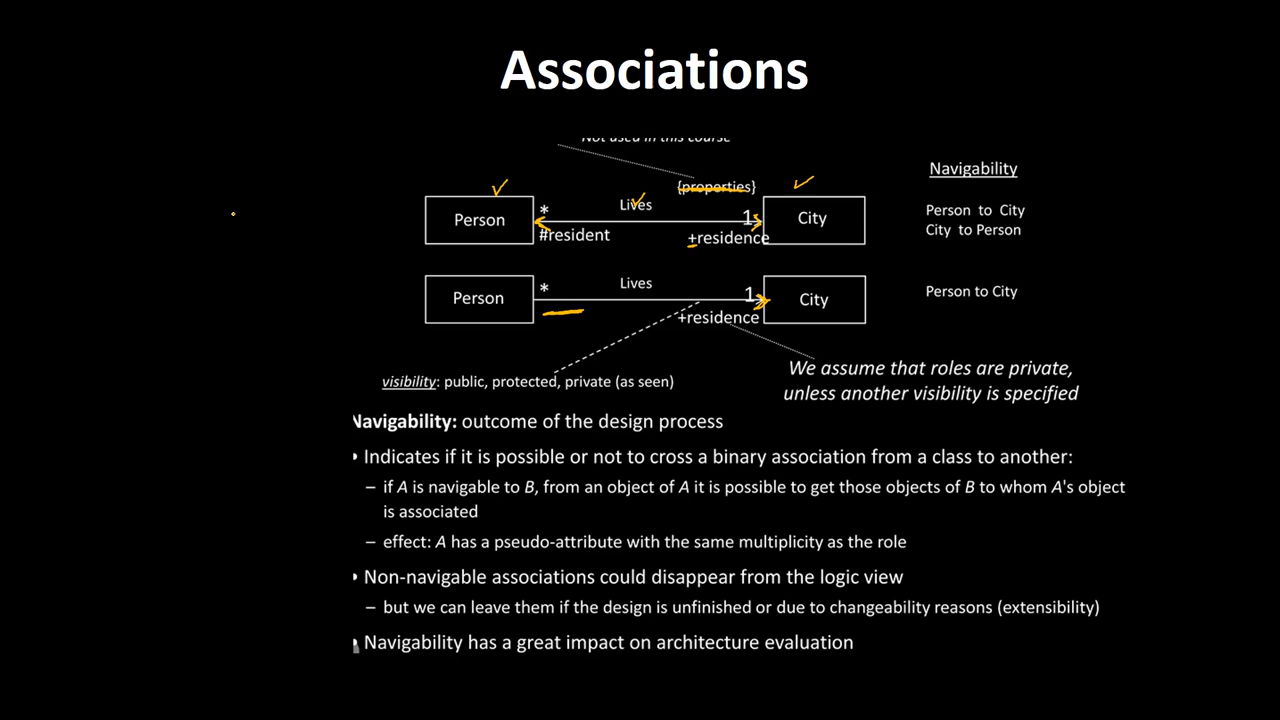 Associations
Not used in this course
Navigability
{properties}
* Lives 1
Person City
#resident +residence
Person to City
City to Person
* Lives 1
Person City
+residence
Person to City
visibility: public, protected, private (as seen)
We assume that roles are private,
unless another visibility is specified
Navigability: outcome of the design process
• Indicates if it is possible or not to cross a binary association from a class to another:
– if A is navigable to B, from an object of A it is possible to get those objects of B to whom A's object
is associated
– effect: A has a pseudo-attribute with the same multiplicity as the role
• Non-navigable associations could disappear from the logic view
– but we can leave them if the design is unfinished or due to changeability reasons (extensibility)
• Navigability has a great impact on architecture evaluation